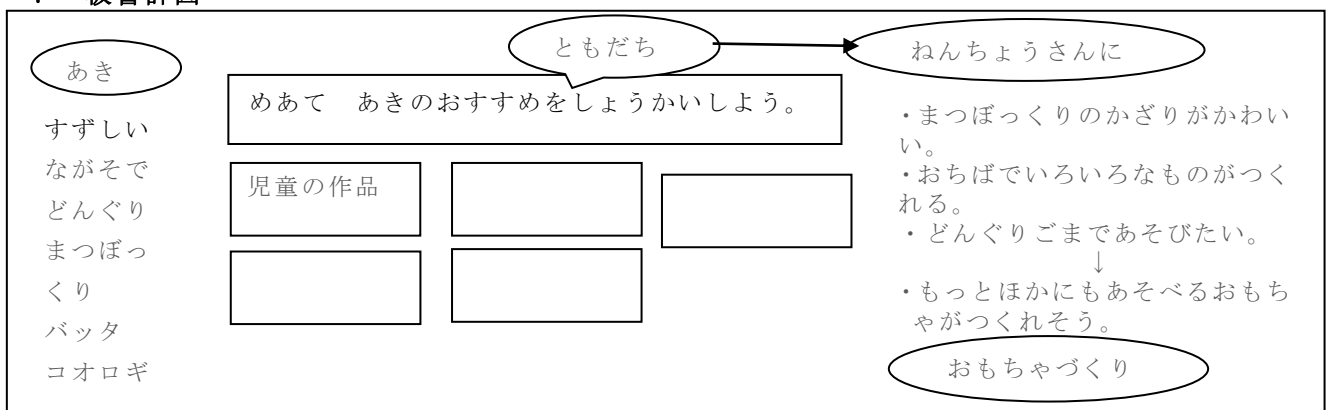 板書計画
ともだち
ねんちょうさんに
あき
めあて　あきのおすすめをしょうかいしよう。
すずしい
ながそで
どんぐり
まつぼっ
くり
バッタ
コオロギ
児童の作品
・まつぼっくりのかざりがかわい
い。
・おちばでいろいろなものがつく
れる。
・どんぐりごまであそびたい。
↓
・もっとほかにもあそべるおもち
ゃがつくれそう。
おもちゃづくり